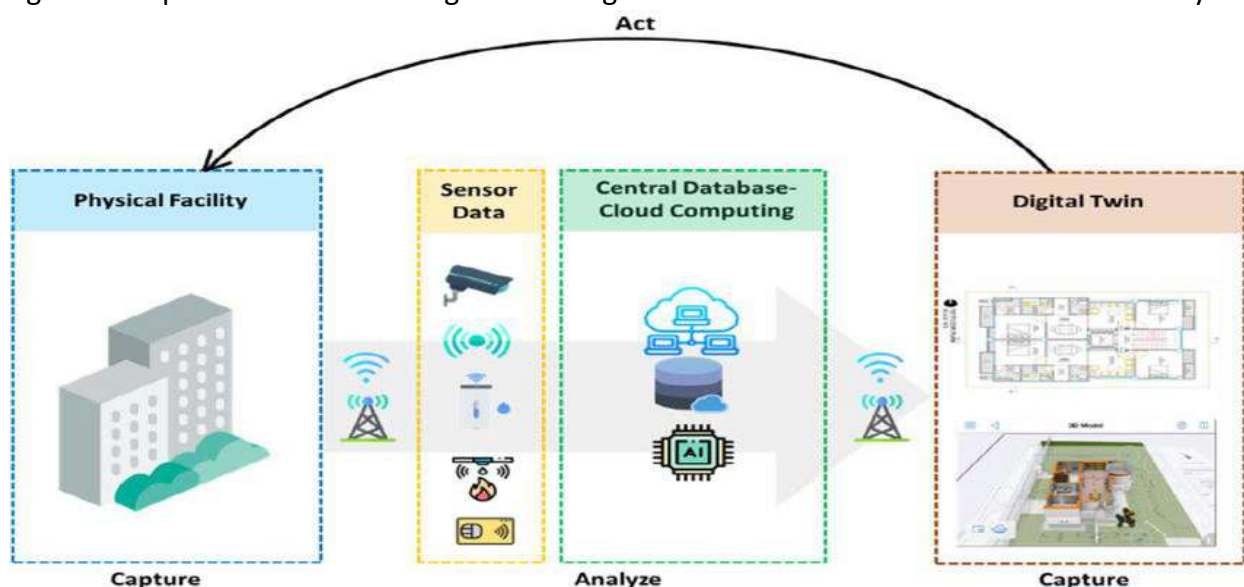 Act
Physical Facility
Sensor
Data
Central Database-
Cloud Computing
Digital Twin
AI
3D Model
Capture
Analyze
Capture